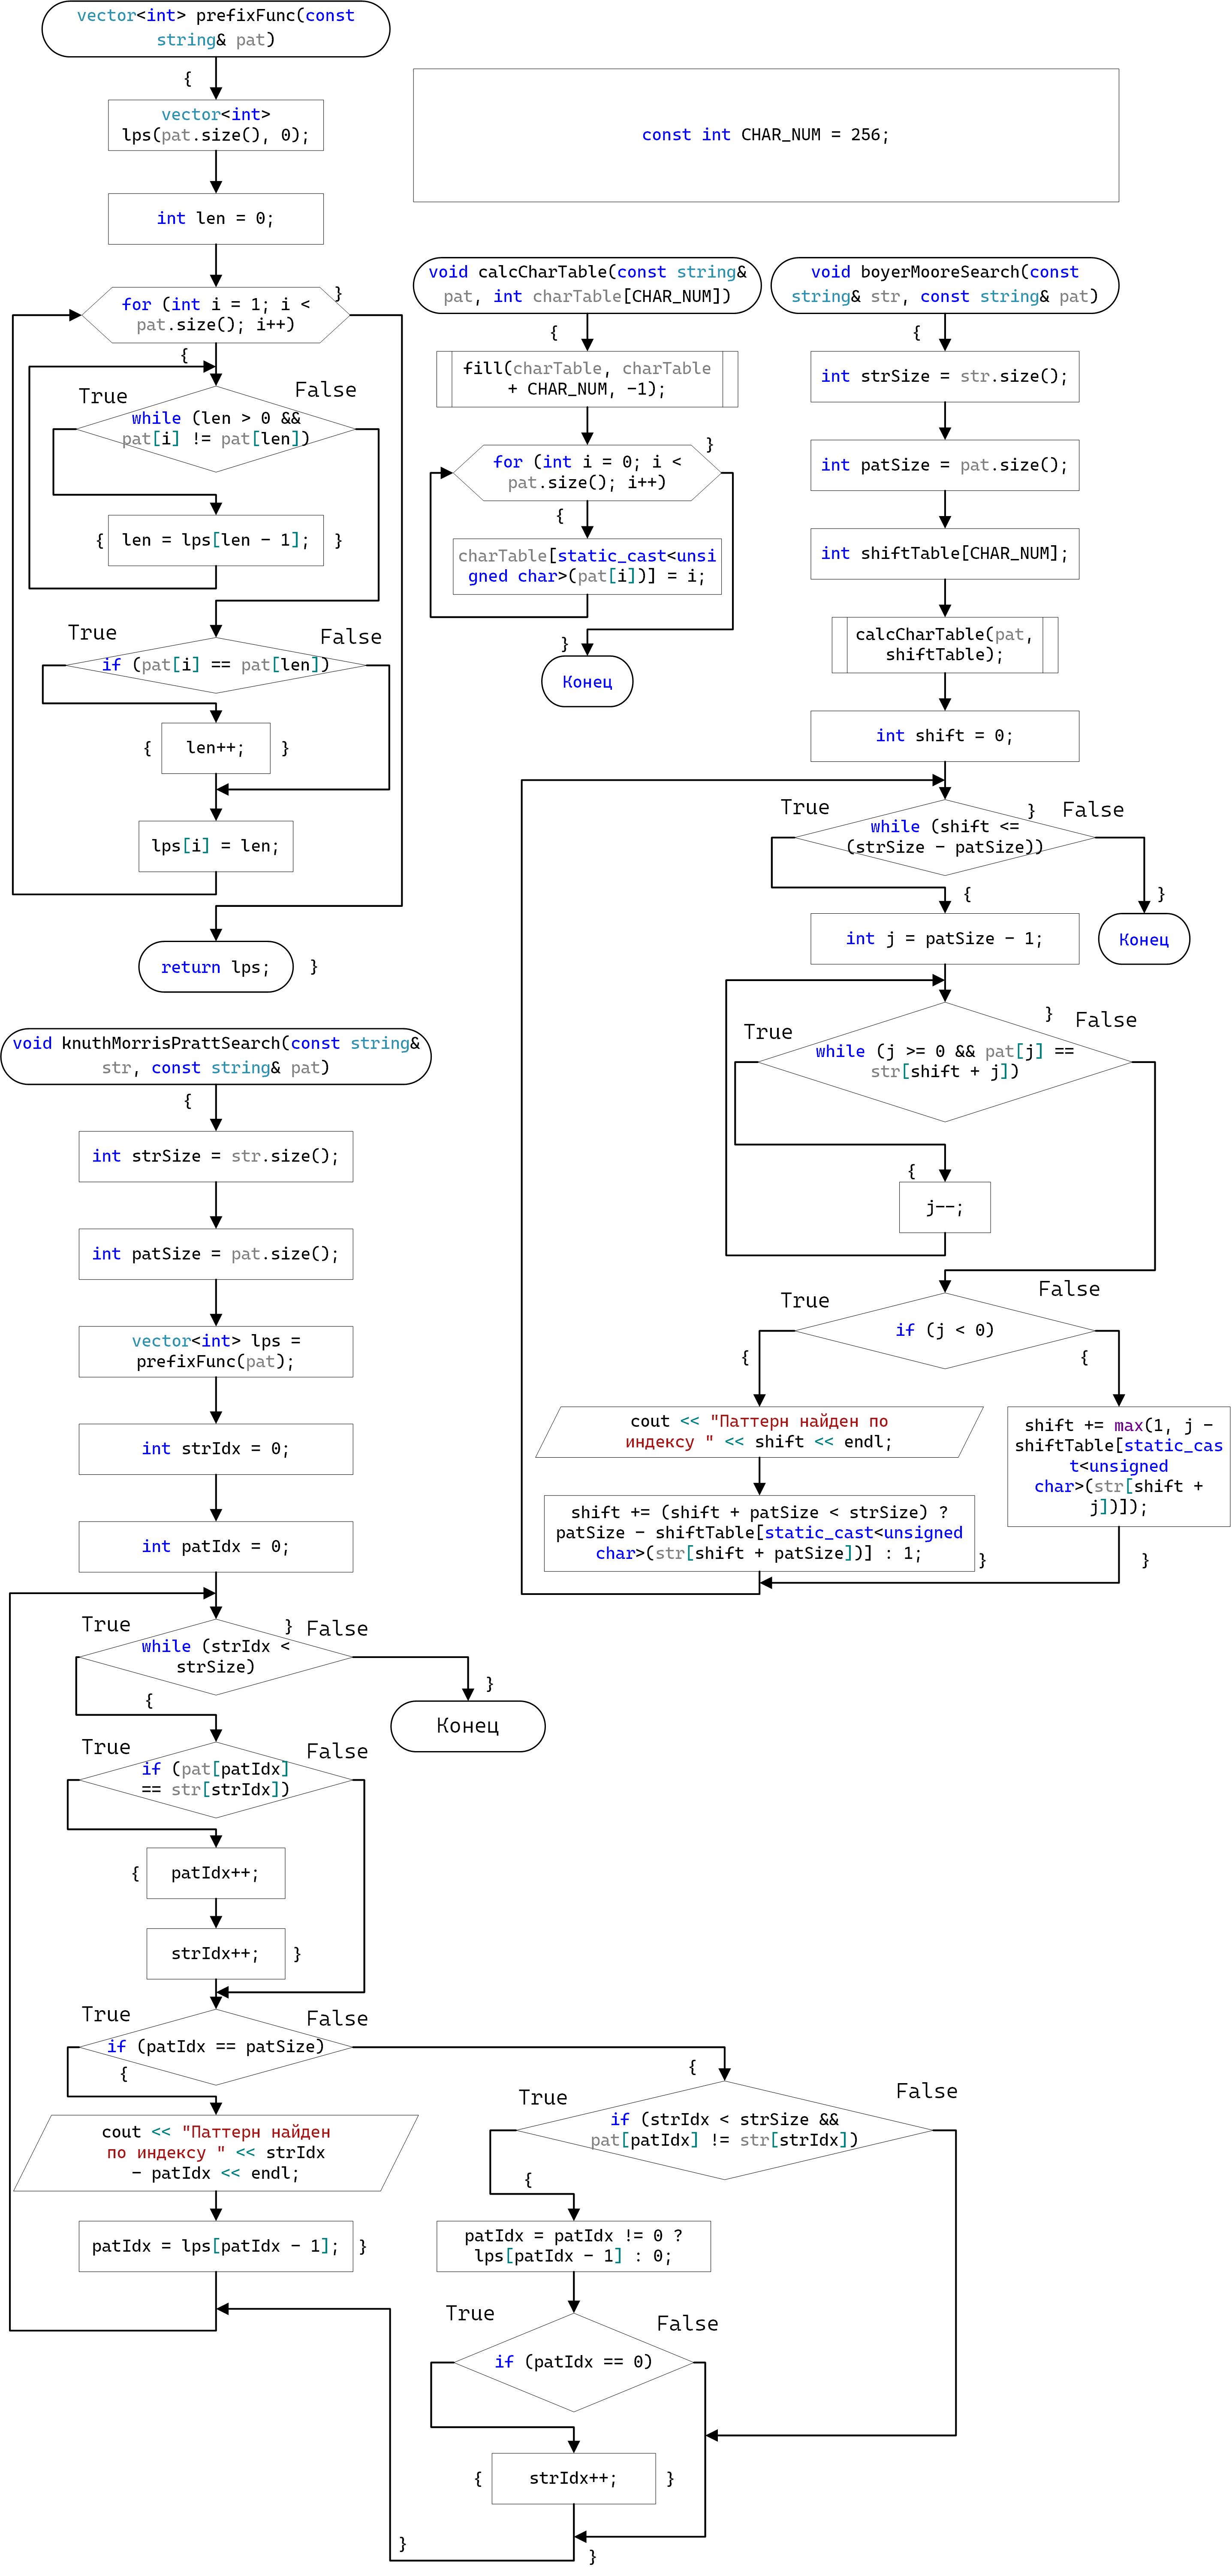 vector<int> prefixFunc(const
string& pat)
{
vector<int>
lps(pat.size(), 0);
int len = 0;
for (int i = 1; i <
pat.size(); i++)
}
{
True
False
while (len > 0 &&
pat[i] != pat[len])
{
len = lps[len - 1];
}
True
False
if (pat[i] == pat[len])
{
len++;
}
lps[i] = len;
return lps;
}
const int CHAR_NUM = 256;
void calcCharTable(const string&
pat, int charTable[CHAR_NUM])
{
fill(charTable, charTable
+ CHAR_NUM, -1);
}
for (int i = 0; i <
pat.size(); i++)
{
charTable[static_cast<unsi
gned char>(pat[i])] = i;
}
Конец
void boyerMooreSearch(const
string& str, const string& pat)
{
int strSize = str.size();
int patSize = pat.size();
int shiftTable[CHAR_NUM];
calcCharTable(pat,
shiftTable);
int shift = 0;
True
}
False
while (shift <=
(strSize - patSize))
{
}
int j = patSize - 1;
Конец
}
True
False
while (j >= 0 && pat[j] ==
str[shift + j])
{
j--;
True
False
if (j < 0)
{
{
cout << "Паттерн найден по
индексу " << shift << endl;
shift += (shift + patSize < strSize) ?
patSize - shiftTable[static_cast<unsigned
char>(str[shift + patSize])] : 1;
}
shift += max(1, j -
shiftTable[static_cas
t<unsigned
char>(str[shift +
j])]);
}
void knuthMorrisPrattSearch(const string&
str, const string& pat)
{
int strSize = str.size();
int patSize = pat.size();
vector<int> lps =
prefixFunc(pat);
int strIdx = 0;
int patIdx = 0;
True
}
False
while (strIdx <
strSize)
{
}
Конец
True
False
if (pat[patIdx]
== str[strIdx])
{
patIdx++;
strIdx++;
}
True
False
if (patIdx == patSize)
{
cout << "Паттерн найден
по индексу " << strIdx
- patIdx << endl;
patIdx = lps[patIdx - 1];
}
{
True
False
if (strIdx < strSize &&
pat[patIdx] != str[strIdx])
{
patIdx = patIdx != 0 ?
lps[patIdx - 1] : 0;
True
False
if (patIdx == 0)
{
strIdx++;
}
}
}